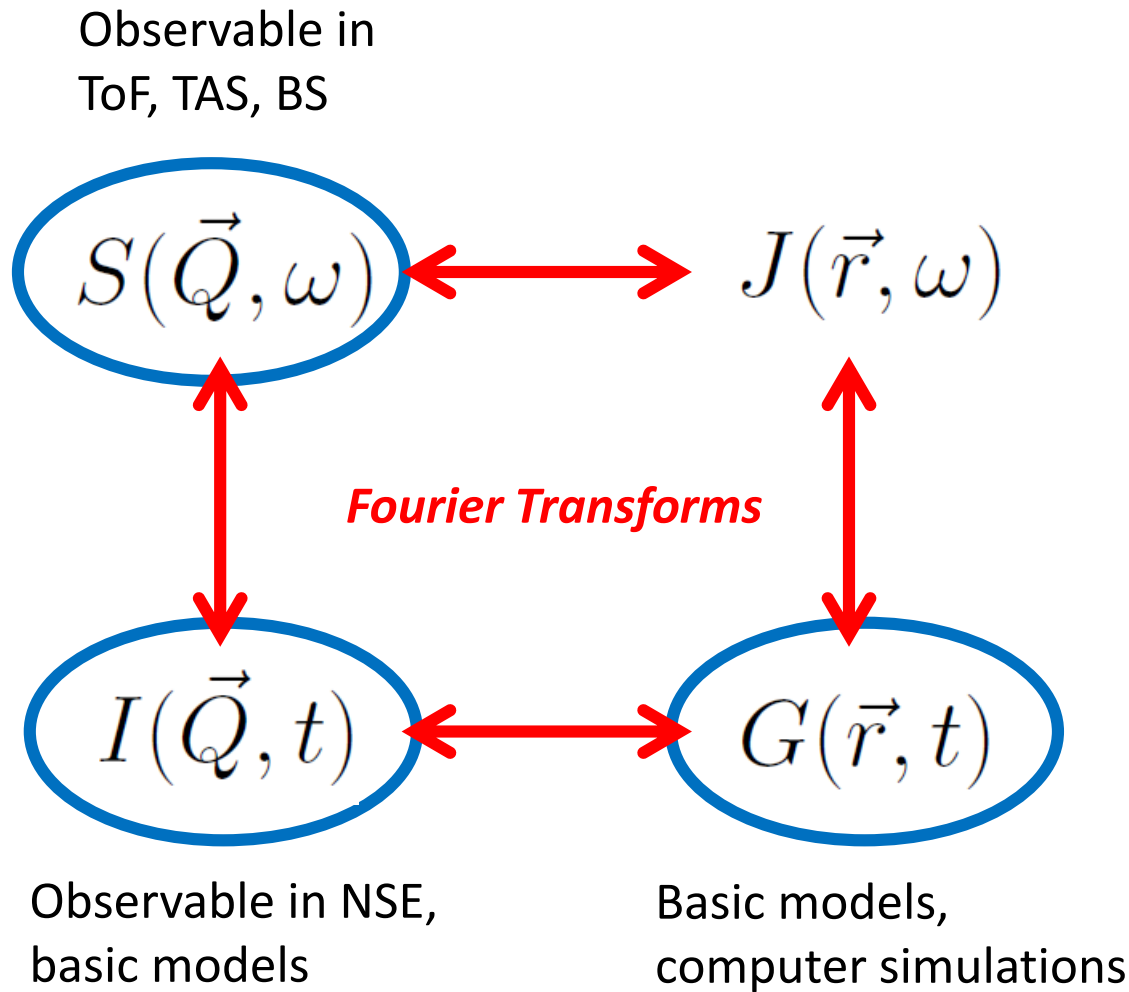 Observable in
ToF, TAS, BS
S(Q⃗, ω)
J(r⃗, ω)
Fourier Transforms
I(Q⃗, t)
G(r⃗, t)
Observable in NSE,
basic models
Basic models,
computer simulations